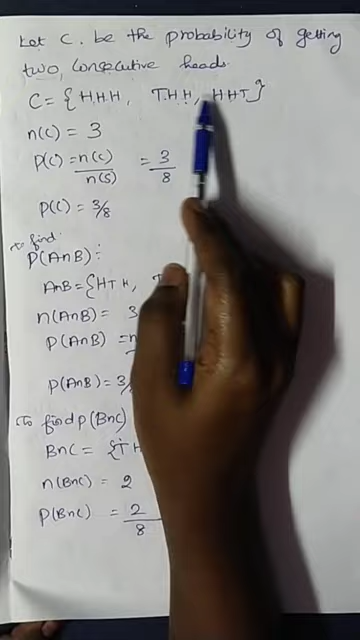 Let C. be the probability of getting
two, consecutive heads.
C = { HHH, THH, HHT }
n(C) = 3
P(C) = n(C)/n(S) = 3/8
P(C) = 3/8
To find
P(A∩B):
A∩B = { HTH, T
n(A∩B) = 3
P(A∩B) = n
P(A∩B) = 3/
To find P(B∩C)
B∩C = { TH
n(B∩C) = 2
P(B∩C) = 2/8